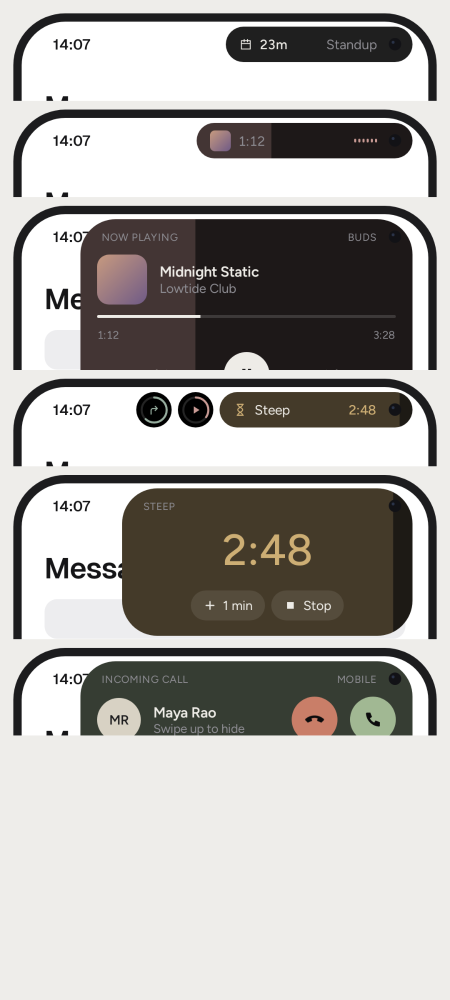 14:07
23m Standup
14:07
1:12
14:07
NOW PLAYING BUDS
Midnight Static
Lowtide Club
1:12 3:28
14:07
Steep 2:48
14:07
STEEP
2:48
1 min Stop
14:07
INCOMING CALL MOBILE
MR
Maya Rao
Swipe up to hide